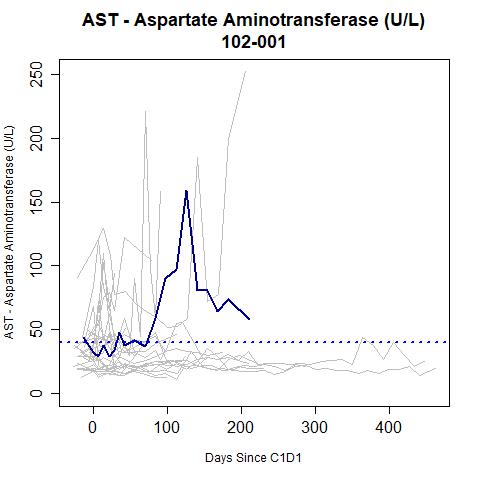 AST - Aspartate Aminotransferase (U/L)
102-001
AST - Aspartate Aminotransferase (U/L)
250
200
150
100
50
0
0 100 200 300 400
Days Since C1D1